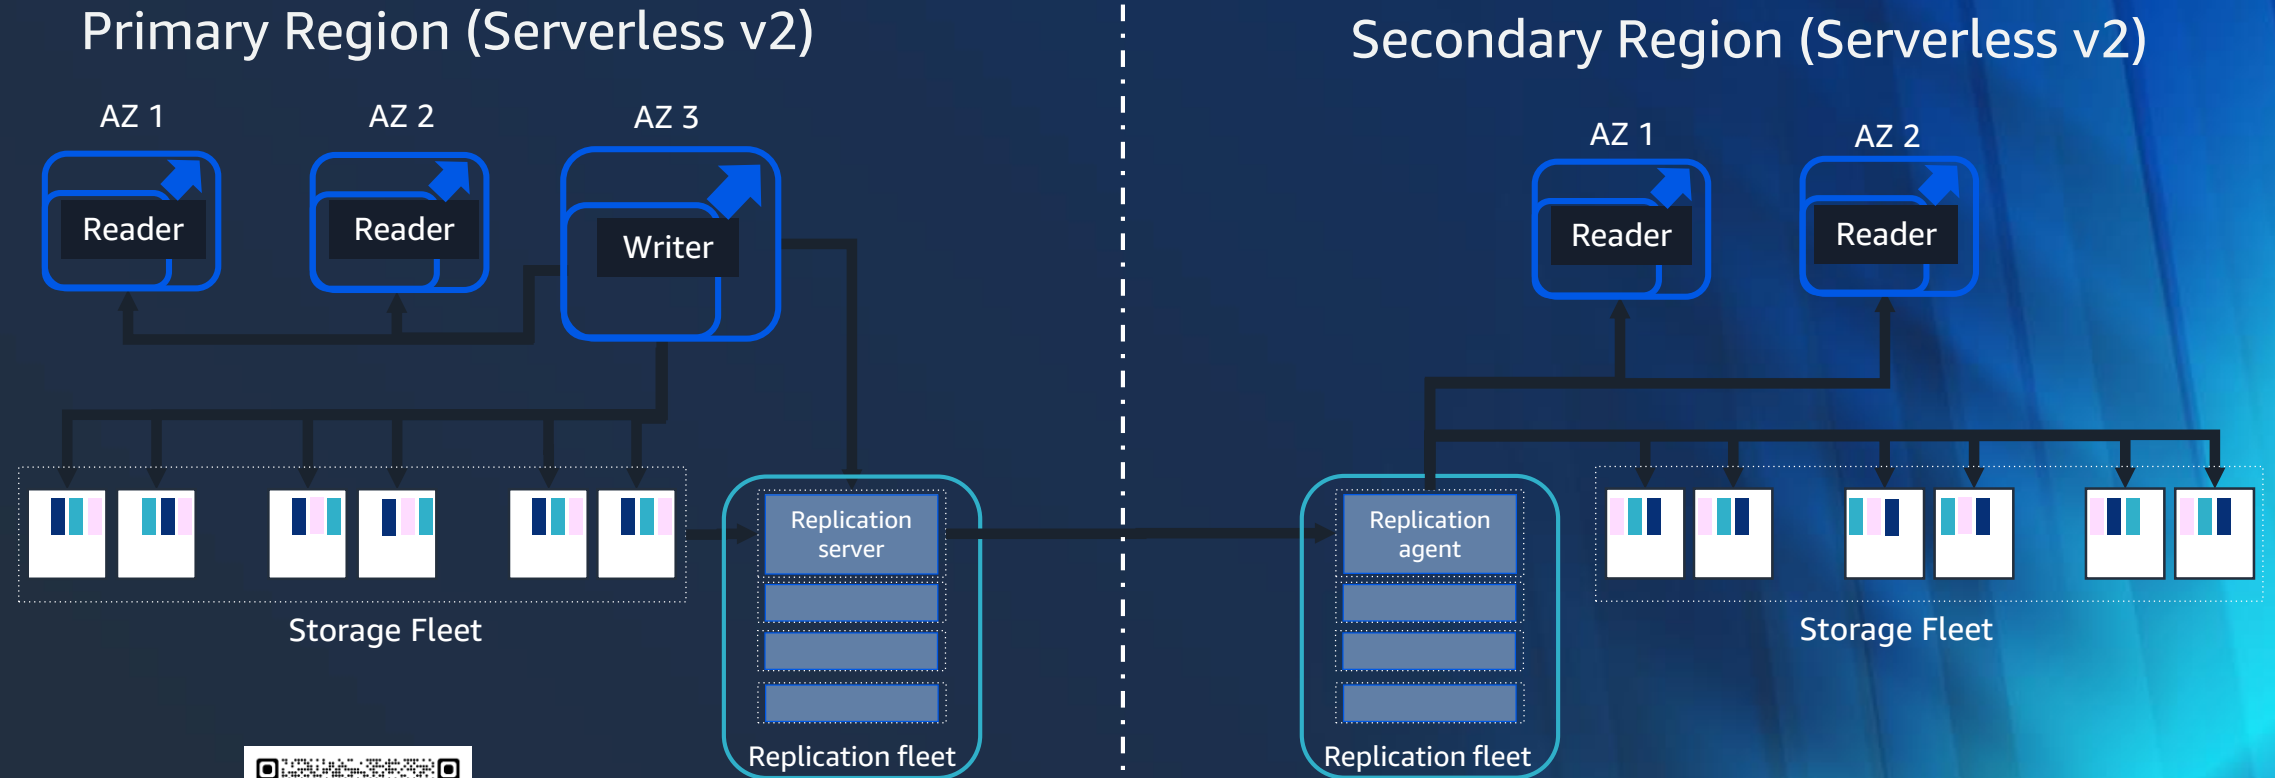 Primary Region (Serverless v2)
Secondary Region (Serverless v2)
AZ 1
AZ 2
AZ 3
AZ 1
AZ 2
Reader
Reader
Writer
Reader
Reader
Replication
server
Replication
agent
Storage Fleet
Storage Fleet
Replication fleet
Replication fleet